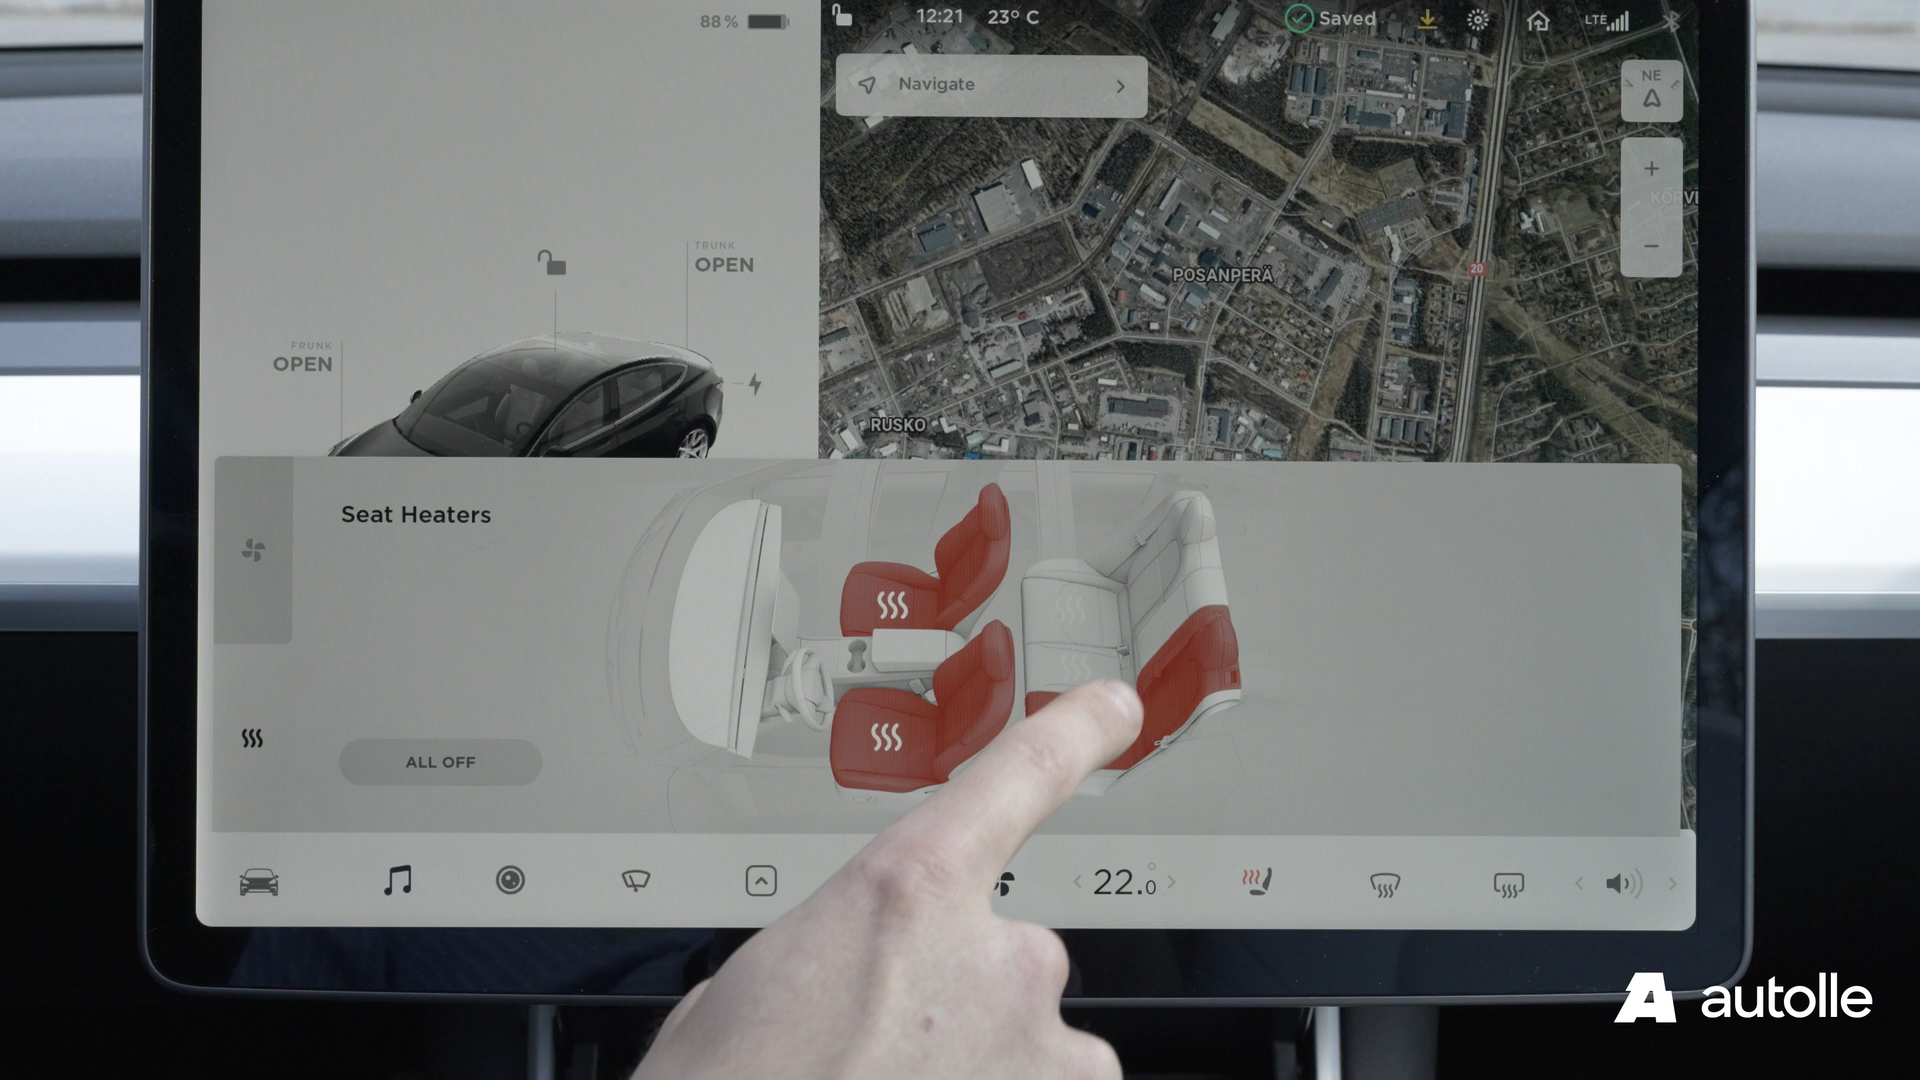 88 %
12:21 23° C
Saved
LTE
Navigate
NE
KORVE
TRUNK
OPEN
FRUNK
OPEN
POSANPERÄ
20
RUSKO
Seat Heaters
ALL OFF
22.0°
autolle